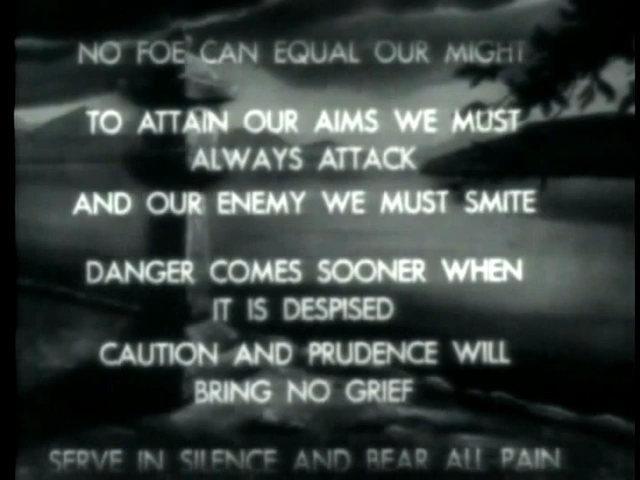 NO FOE CAN EQUAL OUR MIGHT
TO ATTAIN OUR AIMS WE MUST
ALWAYS ATTACK
AND OUR ENEMY WE MUST SMITE
DANGER COMES SOONER WHEN
IT IS DESPISED
CAUTION AND PRUDENCE WILL
BRING NO GRIEF
SERVE IN SILENCE AND BEAR ALL PAIN